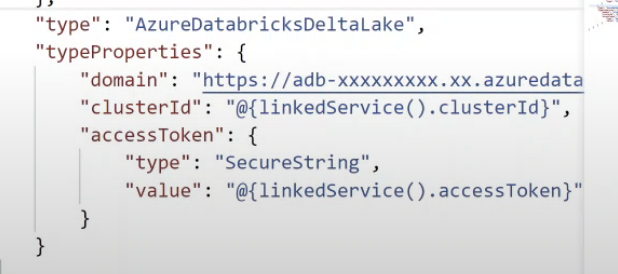 },
"type": "AzureDatabricksDeltaLake",
"typeProperties": {
"domain": "https://adb-xxxxxxxxx.xx.azuredata
"clusterId": "@{linkedService().clusterId}",
"accessToken": {
"type": "SecureString",
"value": "@{linkedService().accessToken}"
}
}